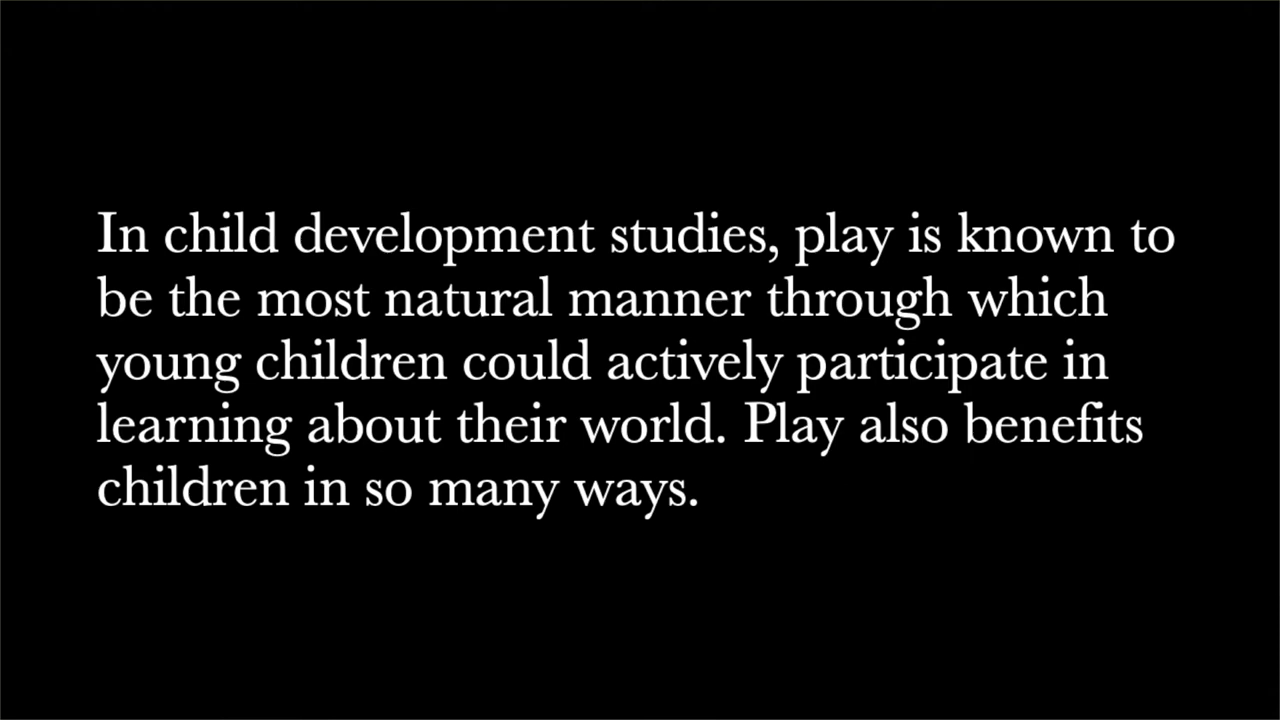 In child development studies, play is known to
be the most natural manner through which
young children could actively participate in
learning about their world. Play also benefits
children in so many ways.